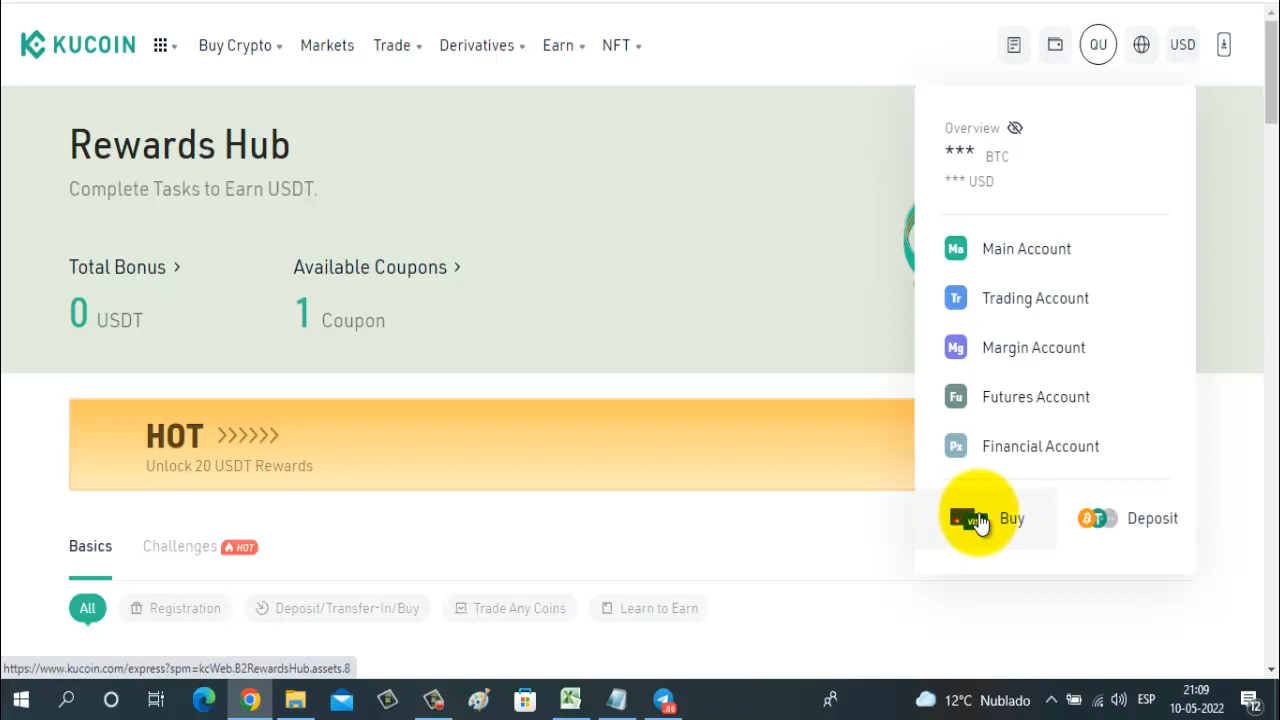 KUCOIN
Buy Crypto
Markets
Trade
Derivatives
Earn
NFT
QU
USD
Rewards Hub
Complete Tasks to Earn USDT.
Total Bonus >
0 USDT
Available Coupons >
1 Coupon
HOT >>>>>>
Unlock 20 USDT Rewards
Basics
Challenges HOT
All
Registration
Deposit/Transfer-In/Buy
Trade Any Coins
Learn to Earn
Overview
*** BTC
*** USD
Ma Main Account
Tr Trading Account
Mg Margin Account
Fu Futures Account
Px Financial Account
Buy
Deposit
https://www.kucoin.com/express?spm=kcWeb.B2RewardsHub.assets.8
12°C Nublado
ESP
21:09
10-05-2022
12